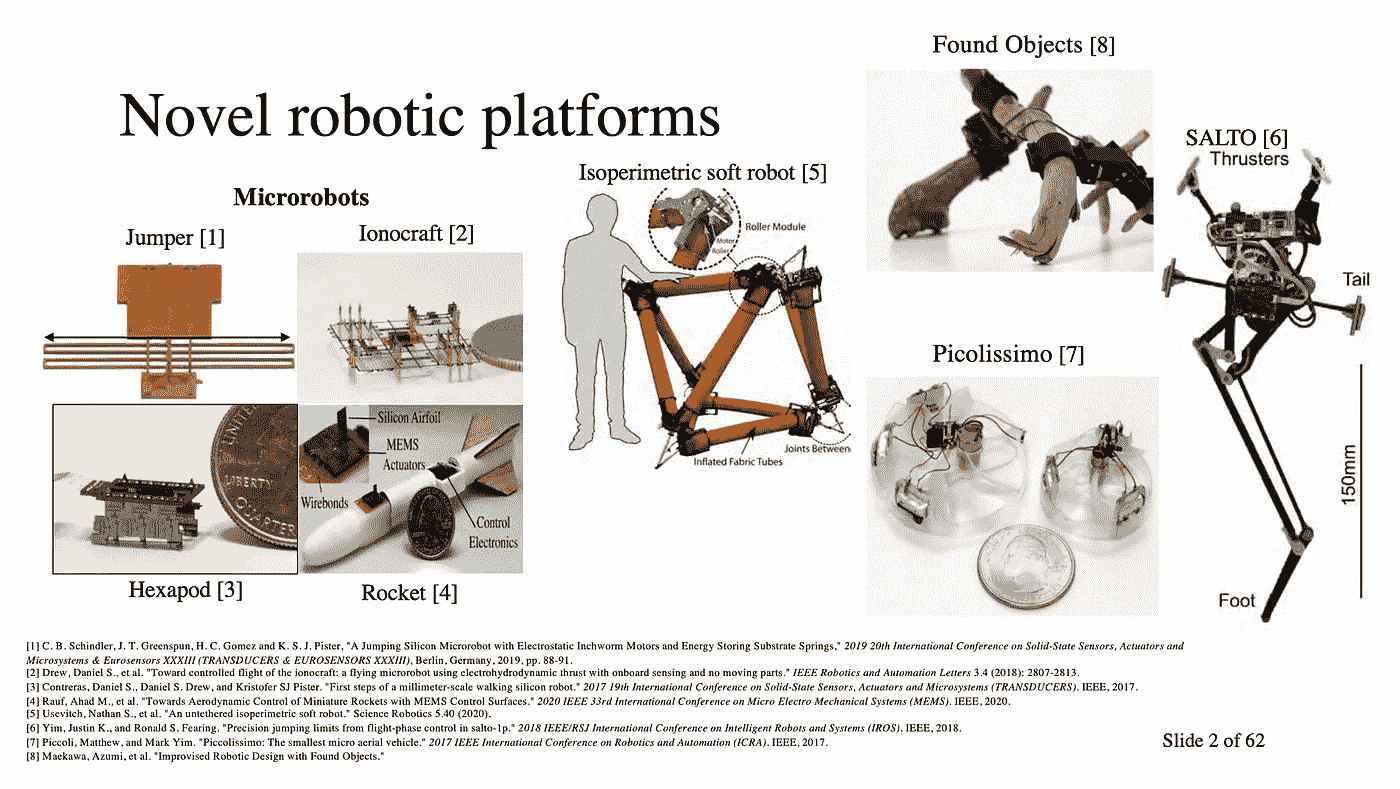 Novel robotic platforms
Microrobots
Jumper [1]
Ionocraft [2]
Silicon Airfoil
MEMS
Actuators
Wirebonds
Control
Electronics
UNITED
LIBERTY
QUARTER
Hexapod [3]
Rocket [4]
Isoperimetric soft robot [5]
Roller Module
Motor
Roller
Inflated Fabric Tubes
Joints Between
Found Objects [8]
Picolissimo [7]
SALTO [6]
Thrusters
Tail
150mm
Foot
[1] C. B. Schindler, J. T. Greenspun, H. C. Gomez and K. S. J. Pister, "A Jumping Silicon Microrobot with Electrostatic Inchworm Motors and Energy Storing Substrate Springs," 2019 20th International Conference on Solid-State Sensors, Actuators and
Microsystems & Eurosensors XXXIII (TRANSDUCERS & EUROSENSORS XXXIII), Berlin, Germany, 2019, pp. 88-91.
[2] Drew, Daniel S., et al. "Toward controlled flight of the ionocraft: a flying microrobot using electrohydrodynamic thrust with onboard sensing and no moving parts." IEEE Robotics and Automation Letters 3.4 (2018): 2807-2813.
[3] Contreras, Daniel S., Daniel S. Drew, and Kristofer SJ Pister. "First steps of a millimeter-scale walking silicon robot." 2017 19th International Conference on Solid-State Sensors, Actuators and Microsystems (TRANSDUCERS). IEEE, 2017.
[4] Rauf, Ahad M., et al. "Towards Aerodynamic Control of Miniature Rockets with MEMS Control Surfaces." 2020 IEEE 33rd International Conference on Micro Electro Mechanical Systems (MEMS). IEEE, 2020.
[5] Usevitch, Nathan S., et al. "An untethered isoperimetric soft robot." Science Robotics 5.40 (2020).
[6] Yim, Justin K., and Ronald S. Fearing. "Precision jumping limits from flight-phase control in salto-1p." 2018 IEEE/RSJ International Conference on Intelligent Robots and Systems (IROS). IEEE, 2018.
[7] Piccoli, Matthew, and Mark Yim. "Piccolissimo: The smallest micro aerial vehicle." 2017 IEEE International Conference on Robotics and Automation (ICRA). IEEE, 2017.
[8] Maekawa, Azumi, et al. "Improvised Robotic Design with Found Objects."
Slide 2 of 62